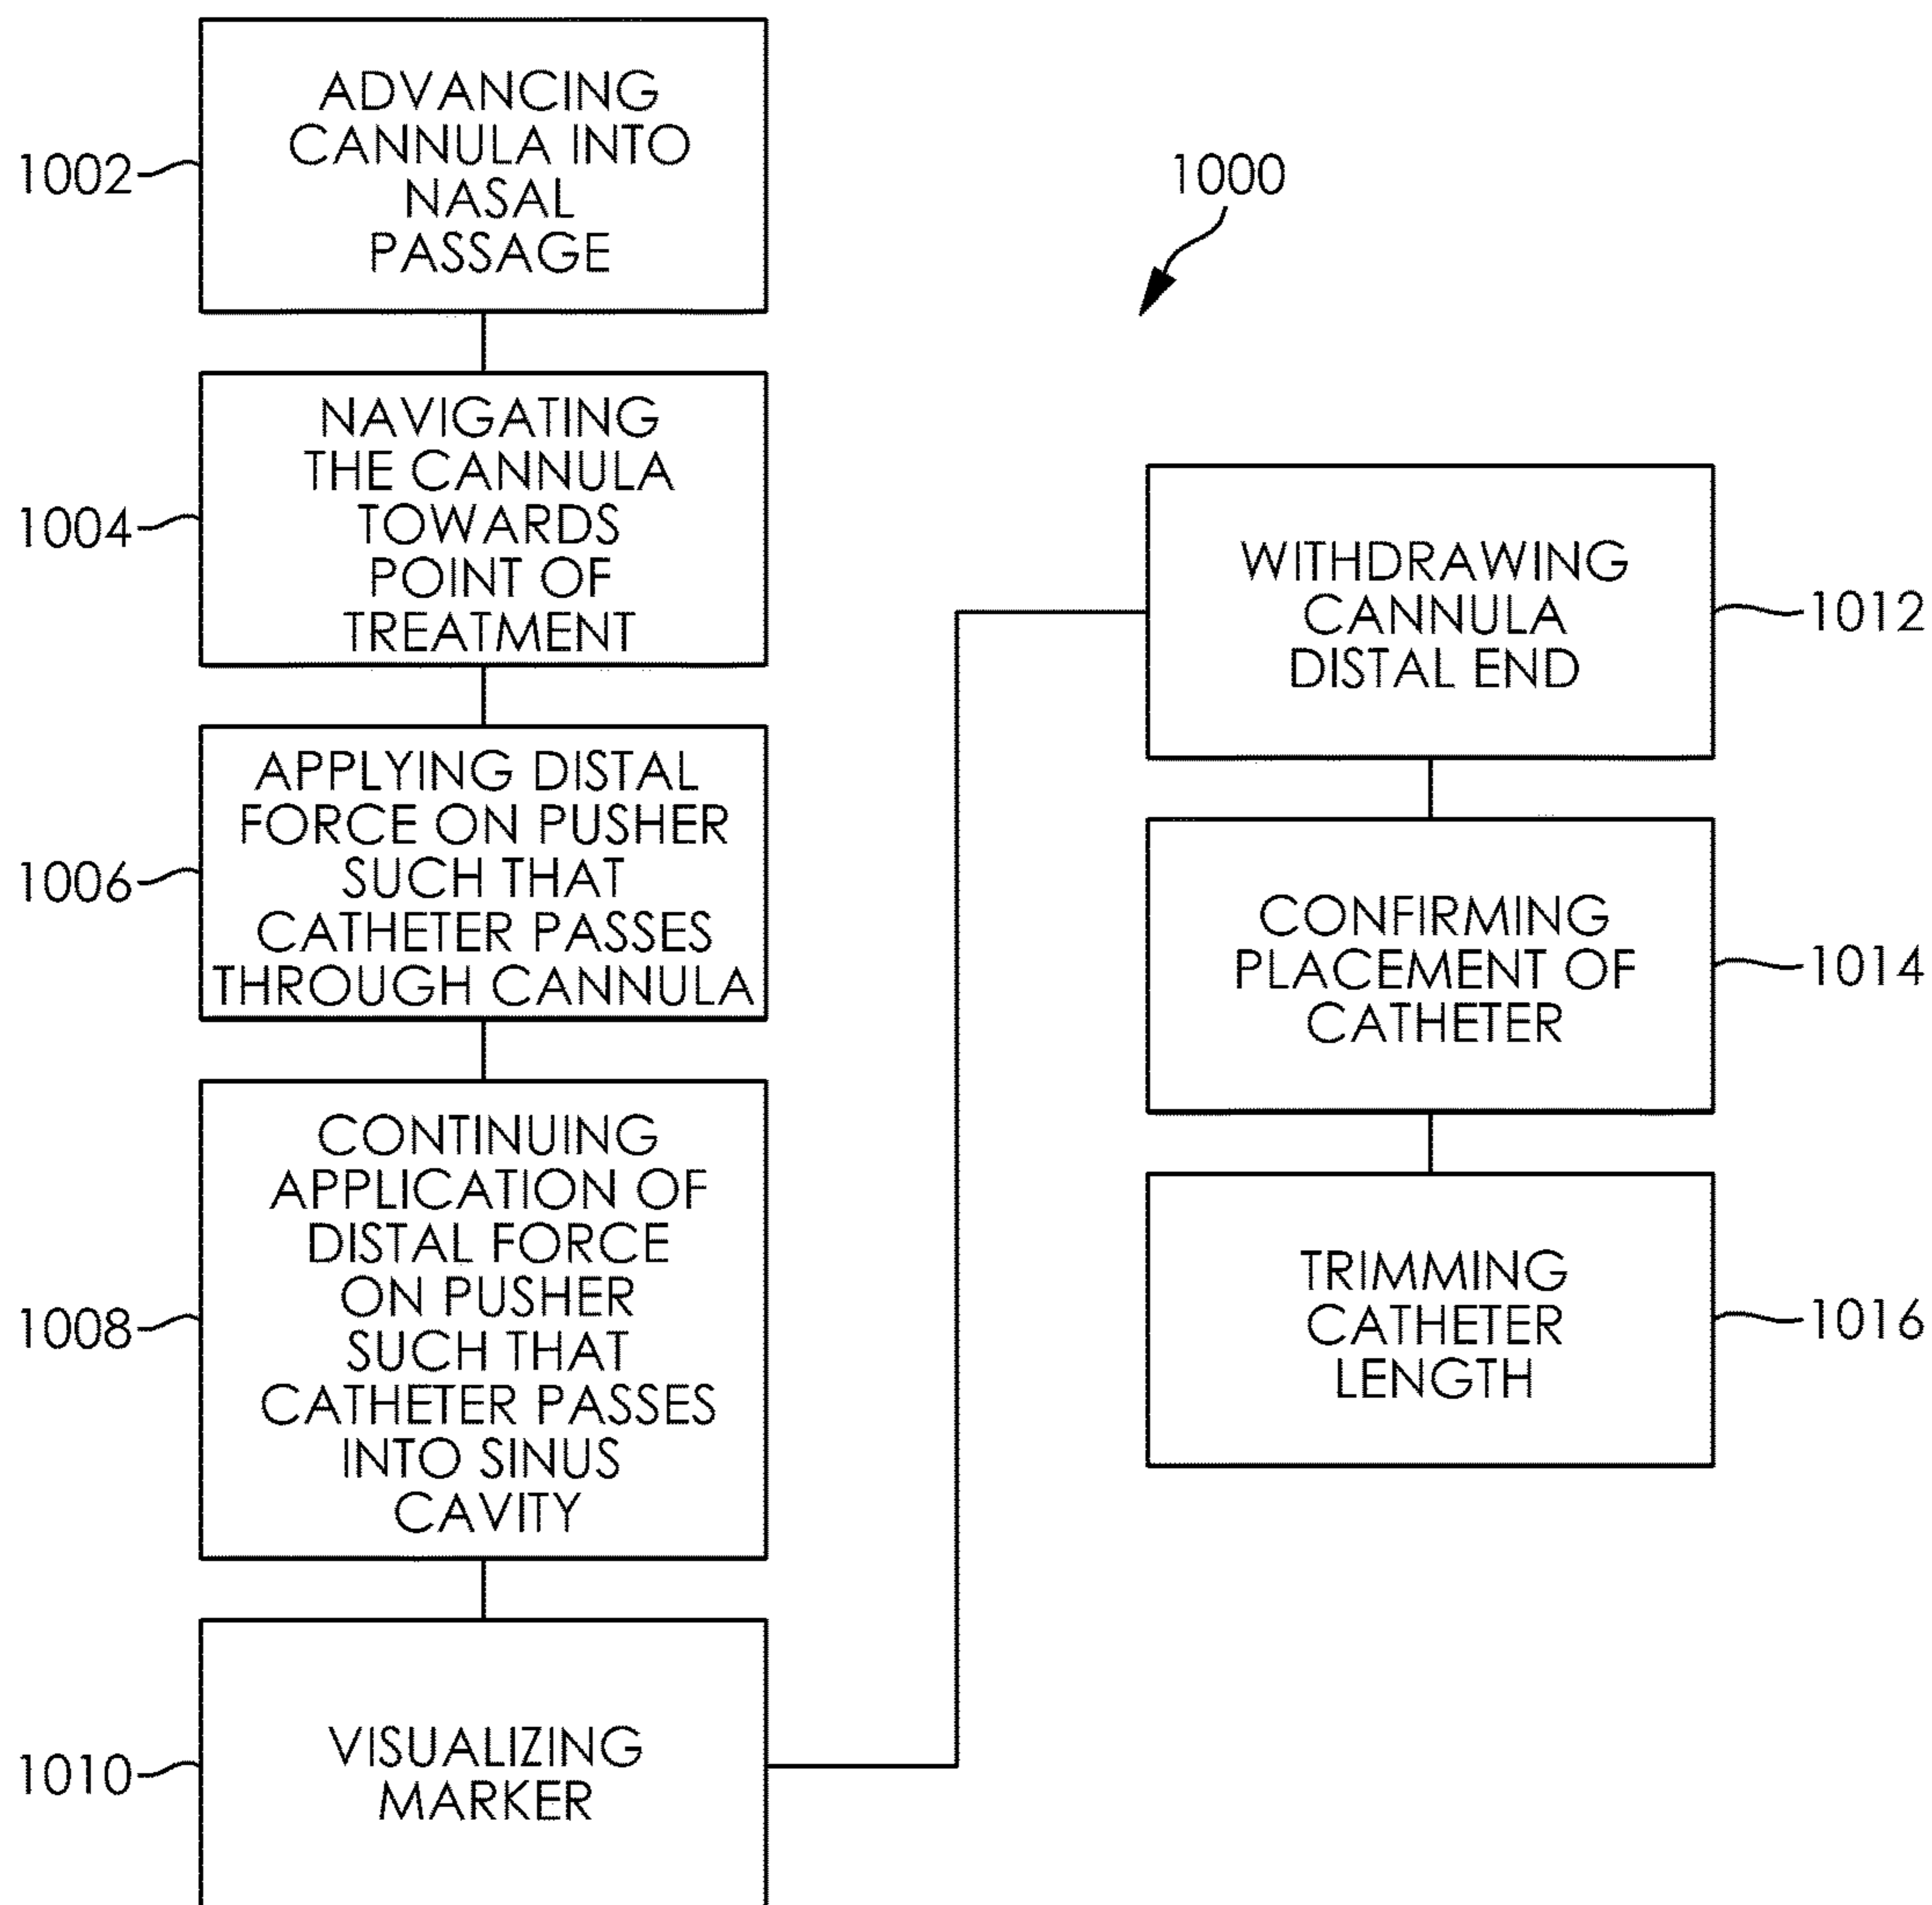 1002
ADVANCING
CANNULA INTO
NASAL
PASSAGE
1004
NAVIGATING
THE CANNULA
TOWARDS
POINT OF
TREATMENT
1006
APPLYING DISTAL
FORCE ON PUSHER
SUCH THAT
CATHETER PASSES
THROUGH CANNULA
1008
CONTINUING
APPLICATION OF
DISTAL FORCE
ON PUSHER
SUCH THAT
CATHETER PASSES
INTO SINUS
CAVITY
1010
VISUALIZING
MARKER
1000
WITHDRAWING
CANNULA
DISTAL END
1012
CONFIRMING
PLACEMENT OF
CATHETER
1014
TRIMMING
CATHETER
LENGTH
1016